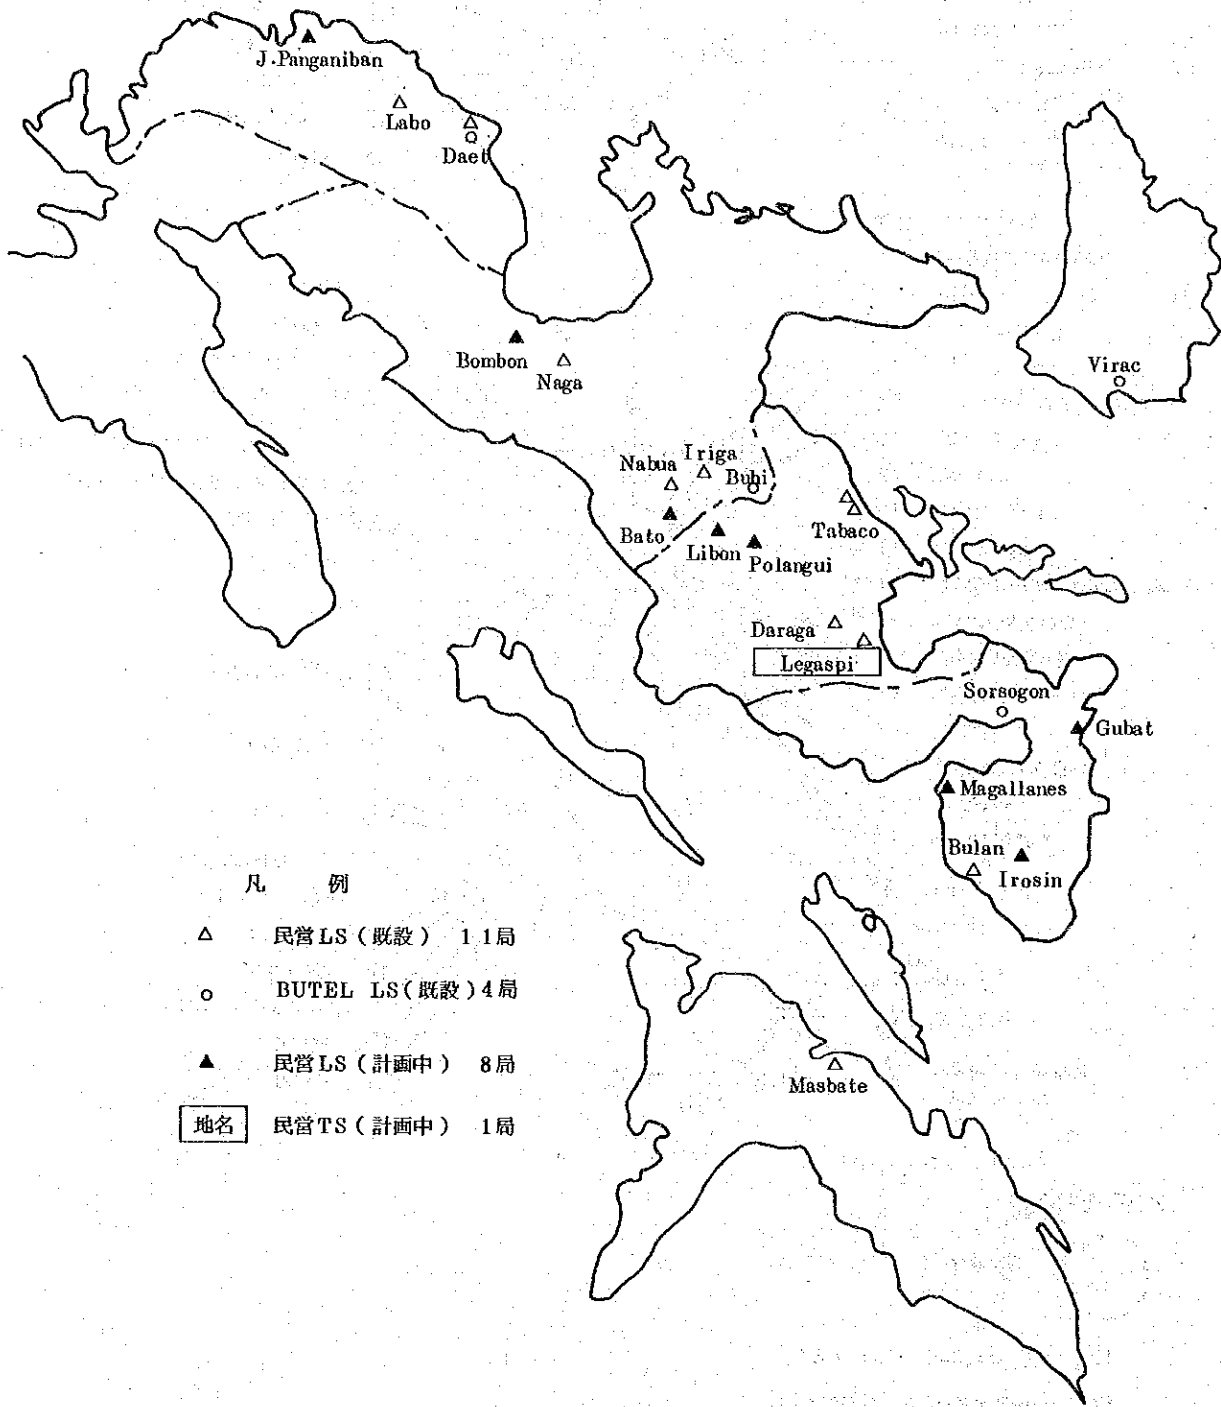 J.Panganiban
Labo
Daet
Bombon
Naga
Virac
Iriga
Nabua
Buhi
Bato
Libon
Polangui
Tabaco
Daraga
Legaspi
Sorsogon
Gubat
Magallanes
Bulan
Irosin
Masbate
凡 例
△ 民営LS(既設) 11局
○ BUTEL LS(既設)4局
▲ 民営LS(計画中) 8局
地名 民営TS(計画中) 1局